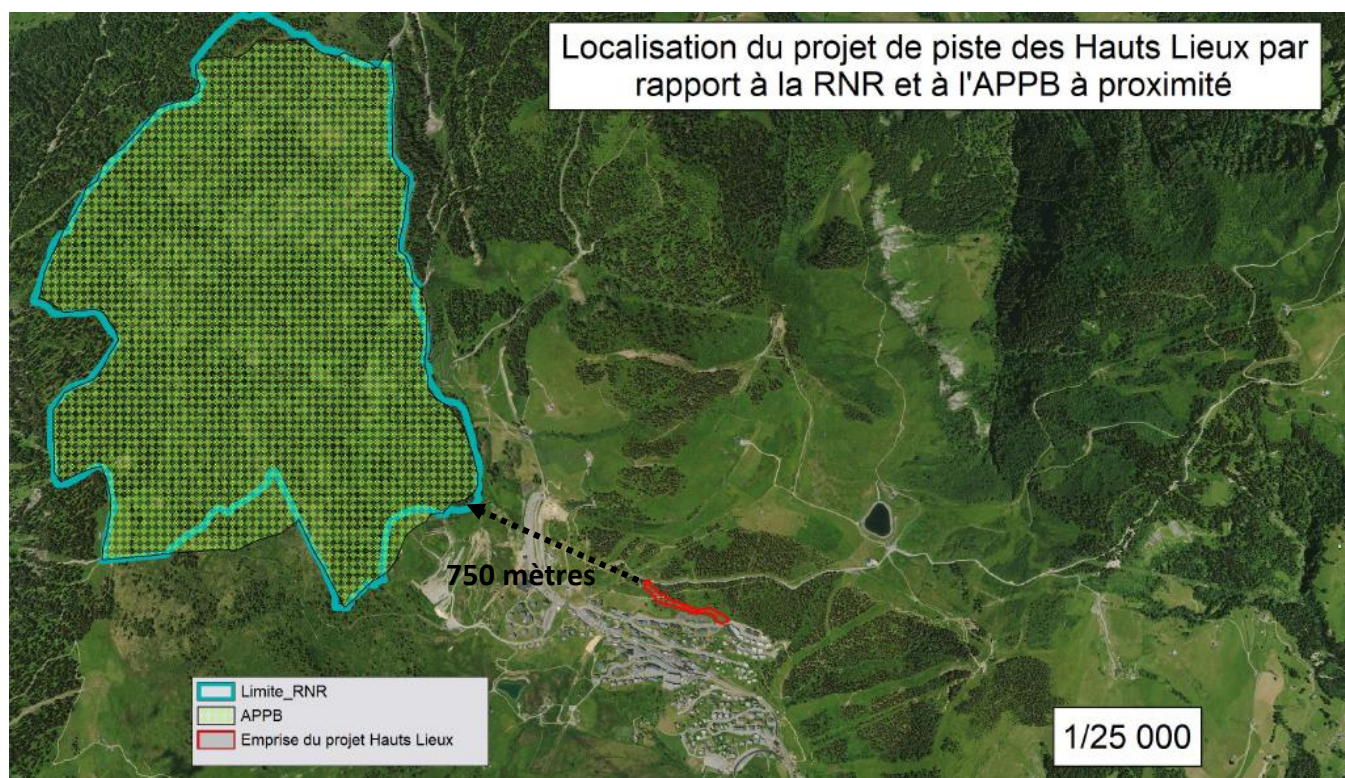 Localisation du projet de piste des Hauts Lieux par
rapport à la RNR et à l'APPB à proximité
750 mètres
Limite_RNR
APPB
Emprise du projet Hauts Lieux
1/25 000